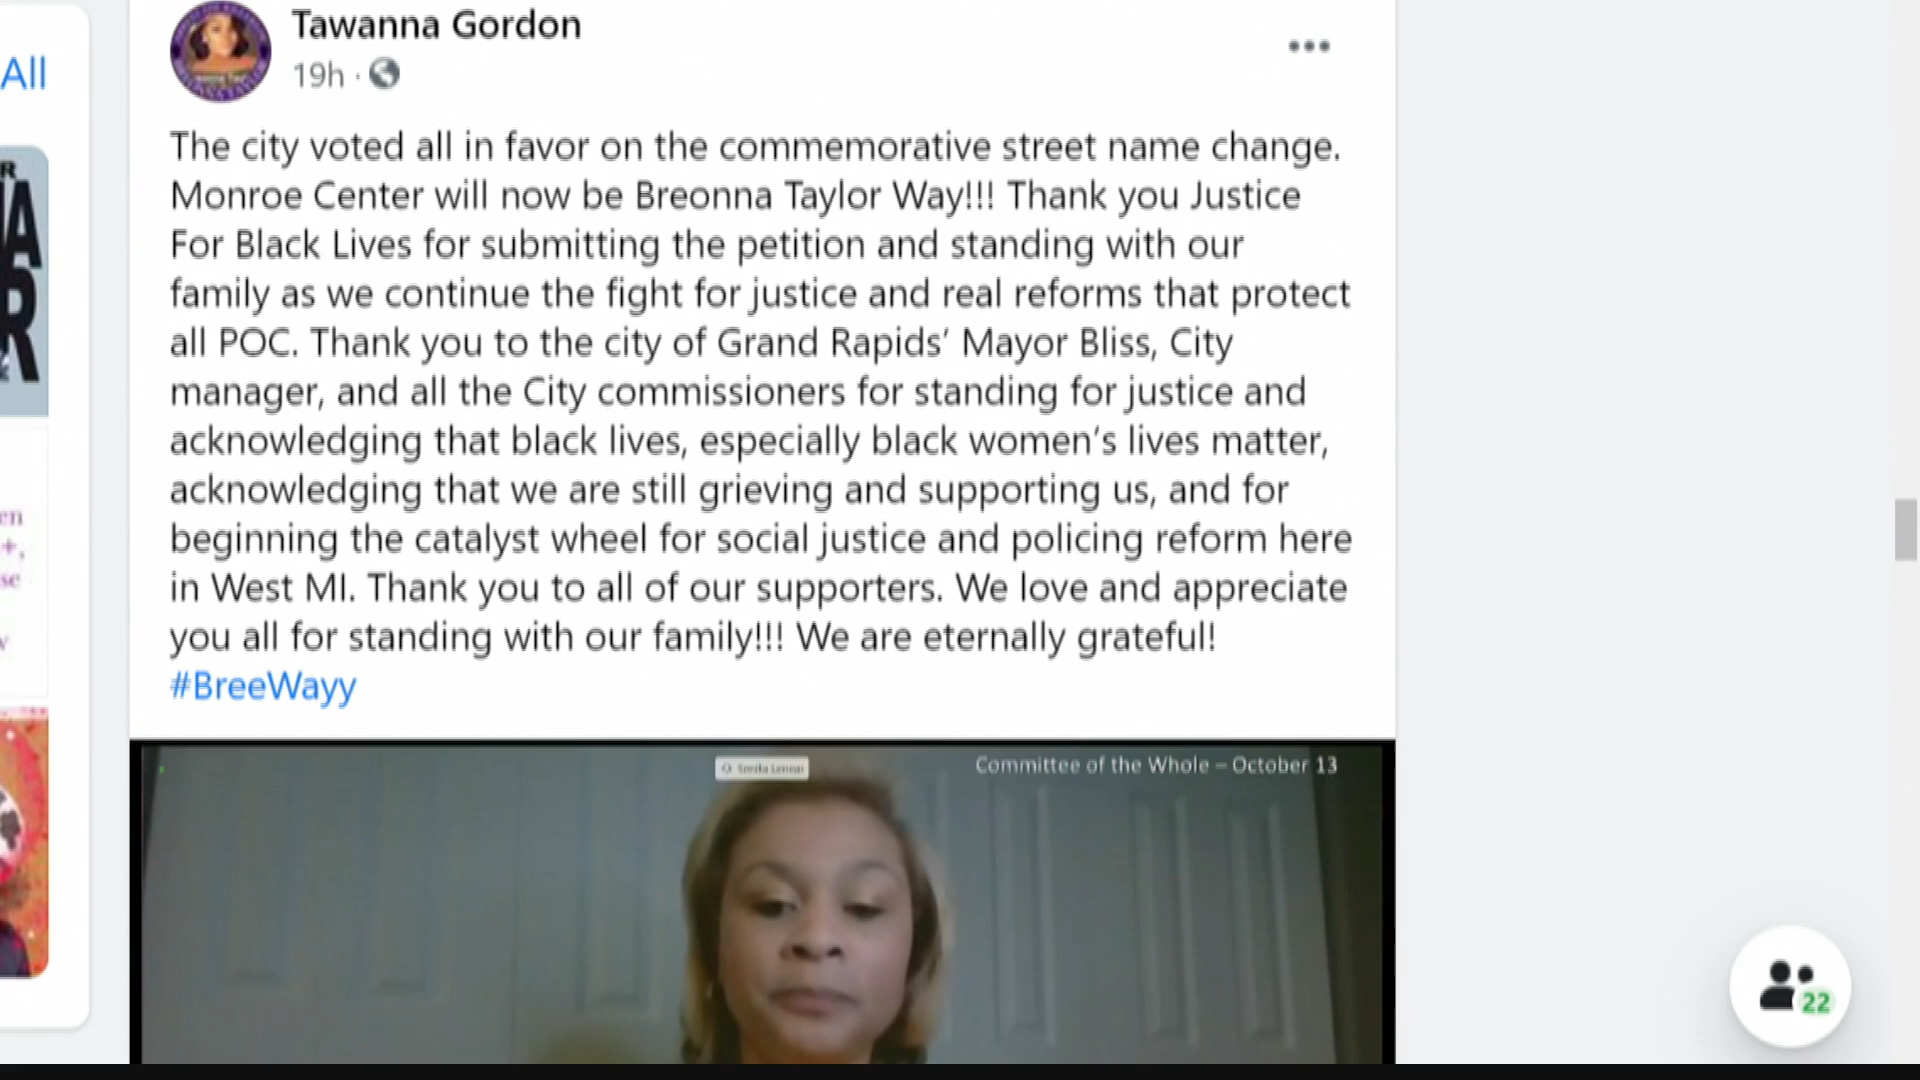 All
Tawanna Gordon
19h ·
The city voted all in favor on the commemorative street name change.
Monroe Center will now be Breonna Taylor Way!!! Thank you Justice
For Black Lives for submitting the petition and standing with our
family as we continue the fight for justice and real reforms that protect
all POC. Thank you to the city of Grand Rapids’ Mayor Bliss, City
manager, and all the City commissioners for standing for justice and
acknowledging that black lives, especially black women’s lives matter,
acknowledging that we are still grieving and supporting us, and for
beginning the catalyst wheel for social justice and policing reform here
in West MI. Thank you to all of our supporters. We love and appreciate
you all for standing with our family!!! We are eternally grateful!
#BreeWayy
Committee of the Whole – October 13
22